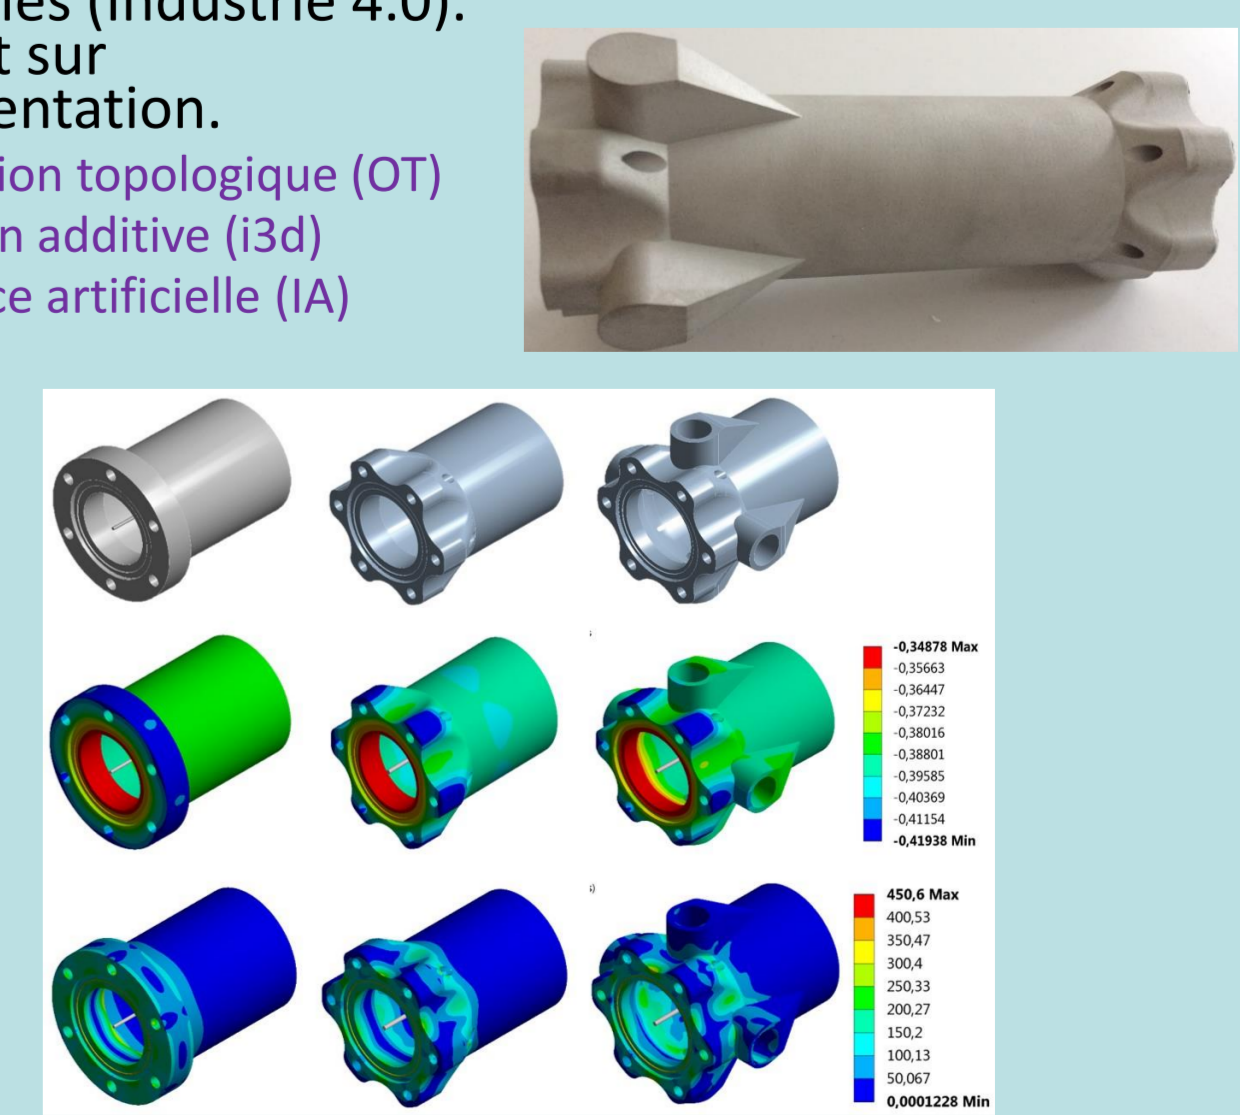 (Industrie 4.0).
t sur
entation.
ion topologique (OT)
n additive (i3d)
ce artificielle (IA)
-0,34878 Max
-0,35663
-0,36447
-0,37232
-0,38016
-0,38801
-0,39585
-0,40369
-0,41154
-0,41938 Min
450,6 Max
400,53
350,47
300,4
250,33
200,27
150,2
100,13
50,067
0,0001228 Min